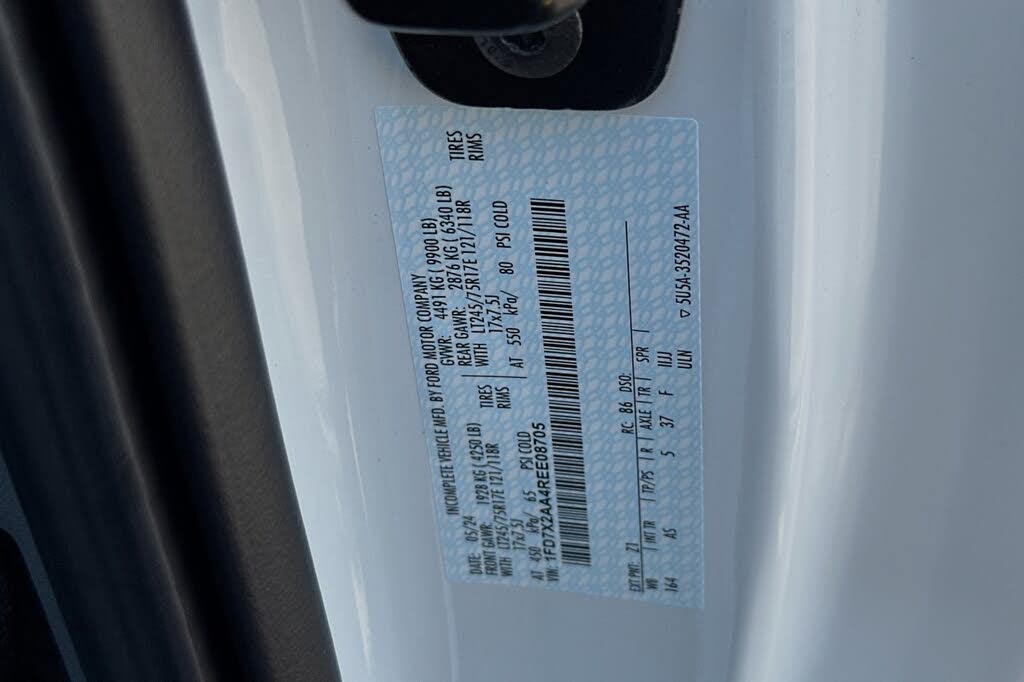 INCOMPLETE VEHICLE MFD. BY FORD MOTOR COMPANY
DATE: 05/24 GVWR: 4491 KG ( 9900 LB)
FRONT GAWR: 1928 KG ( 4250 LB) REAR GAWR: 2876 KG ( 6340 LB)
WITH LT245/75R17E 121/118R TIRES WITH LT245/75R17E 121/118R TIRES
17x7.5J RIMS 17x7.5J RIMS
AT 450 kPa/ 65 PSI COLD AT 550 kPa/ 80 PSI COLD
VIN: 1FD7X2AA4REE08705
EXT PNT: Z1 RC: 86 DSO:
WB INT TR TP/PS R AXLE TR SPR
164 AS 5 37 F IIJJ
ULN
5U5A-3520472-AA